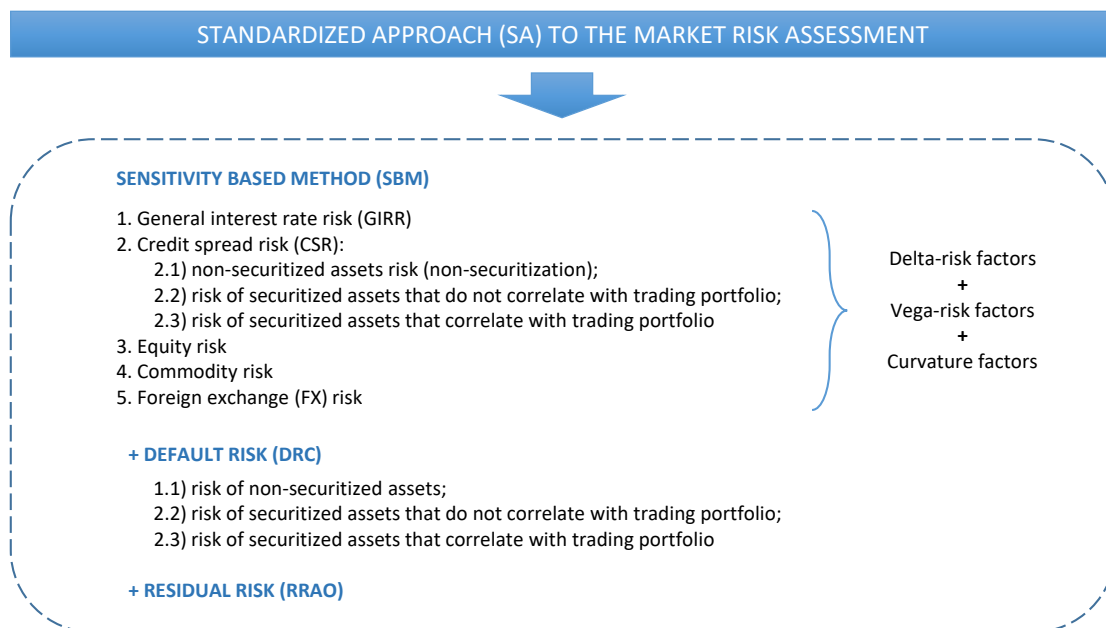 STANDARDIZED APPROACH (SA) TO THE MARKET RISK ASSESSMENT
SENSITIVITY BASED METHOD (SBM)
1. General interest rate risk (GIRR)
2. Credit spread risk (CSR):
2.1) non-securitized assets risk (non-securitization);
2.2) risk of securitized assets that do not correlate with trading portfolio;
2.3) risk of securitized assets that correlate with trading portfolio
3. Equity risk
4. Commodity risk
5. Foreign exchange (FX) risk
Delta-risk factors
+
Vega-risk factors
+
Curvature factors
+ DEFAULT RISK (DRC)
1.1) risk of non-securitized assets;
2.2) risk of securitized assets that do not correlate with trading portfolio;
2.3) risk of securitized assets that correlate with trading portfolio
+ RESIDUAL RISK (RRAO)